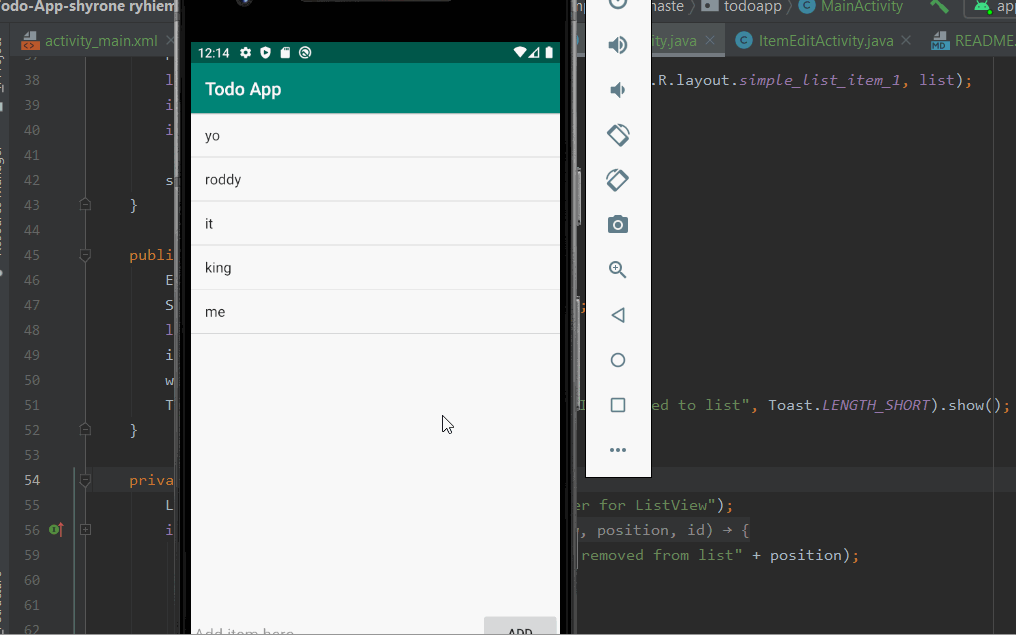 Todo-App-shyrone ryhiem
naste
todoapp
MainActivity
app
activity_main.xml
ity.java
ItemEditActivity.java
README.
12:14
Todo App
yo
roddy
it
king
me
Add item here
ADD
38
39
40
41
42
43 }
44
45 publi
46
47
48
49
50
51
52 }
53
54 priva
55
56
59
60
61
62
.R.layout.simple_list_item_1, list);
;
ed to list", Toast.LENGTH_SHORT).show();
er for ListView");
, position, id) → {
removed from list" + position);